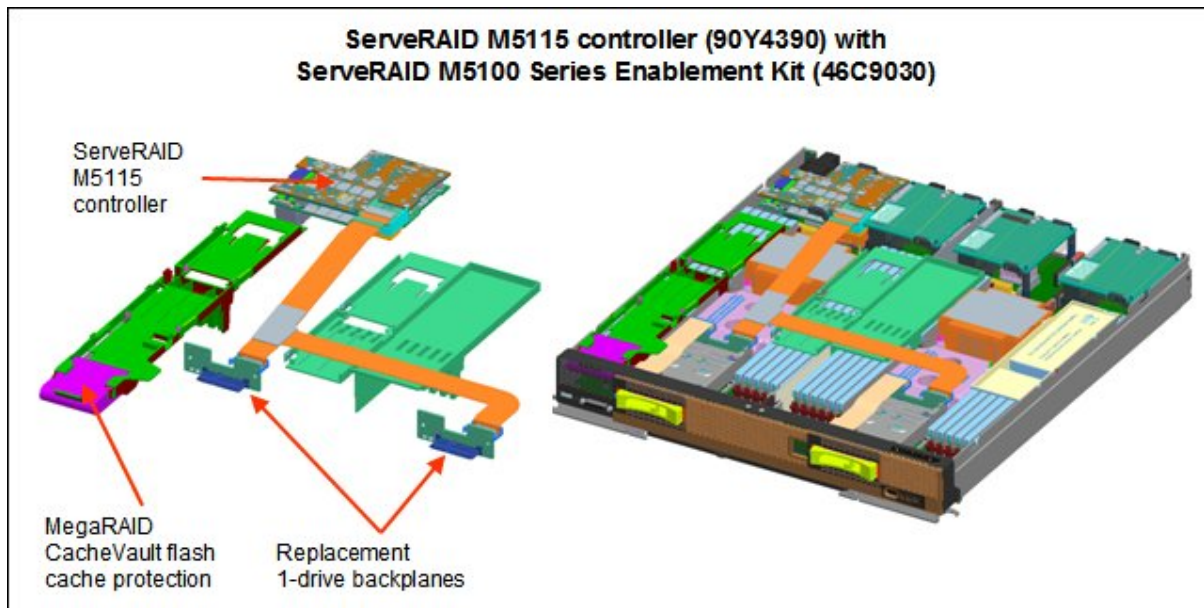 ServeRAID M5115 controller (90Y4390) with
ServeRAID M5100 Series Enablement Kit (46C9030)
ServeRAID
M5115
controller
MegaRAID
CacheVault flash
cache protection
Replacement
1-drive backplanes